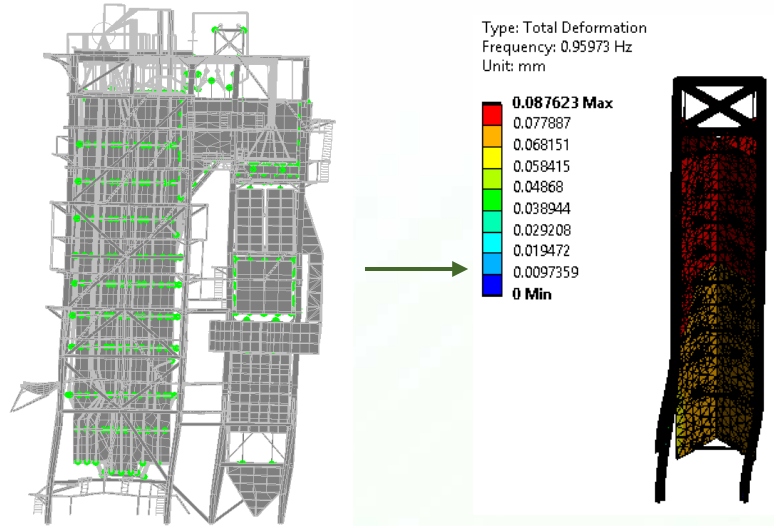 Type: Total Deformation
Frequency: 0.95973 Hz
Unit: mm
0.087623 Max
0.077887
0.068151
0.058415
0.04868
0.038944
0.029208
0.019472
0.0097359
0 Min